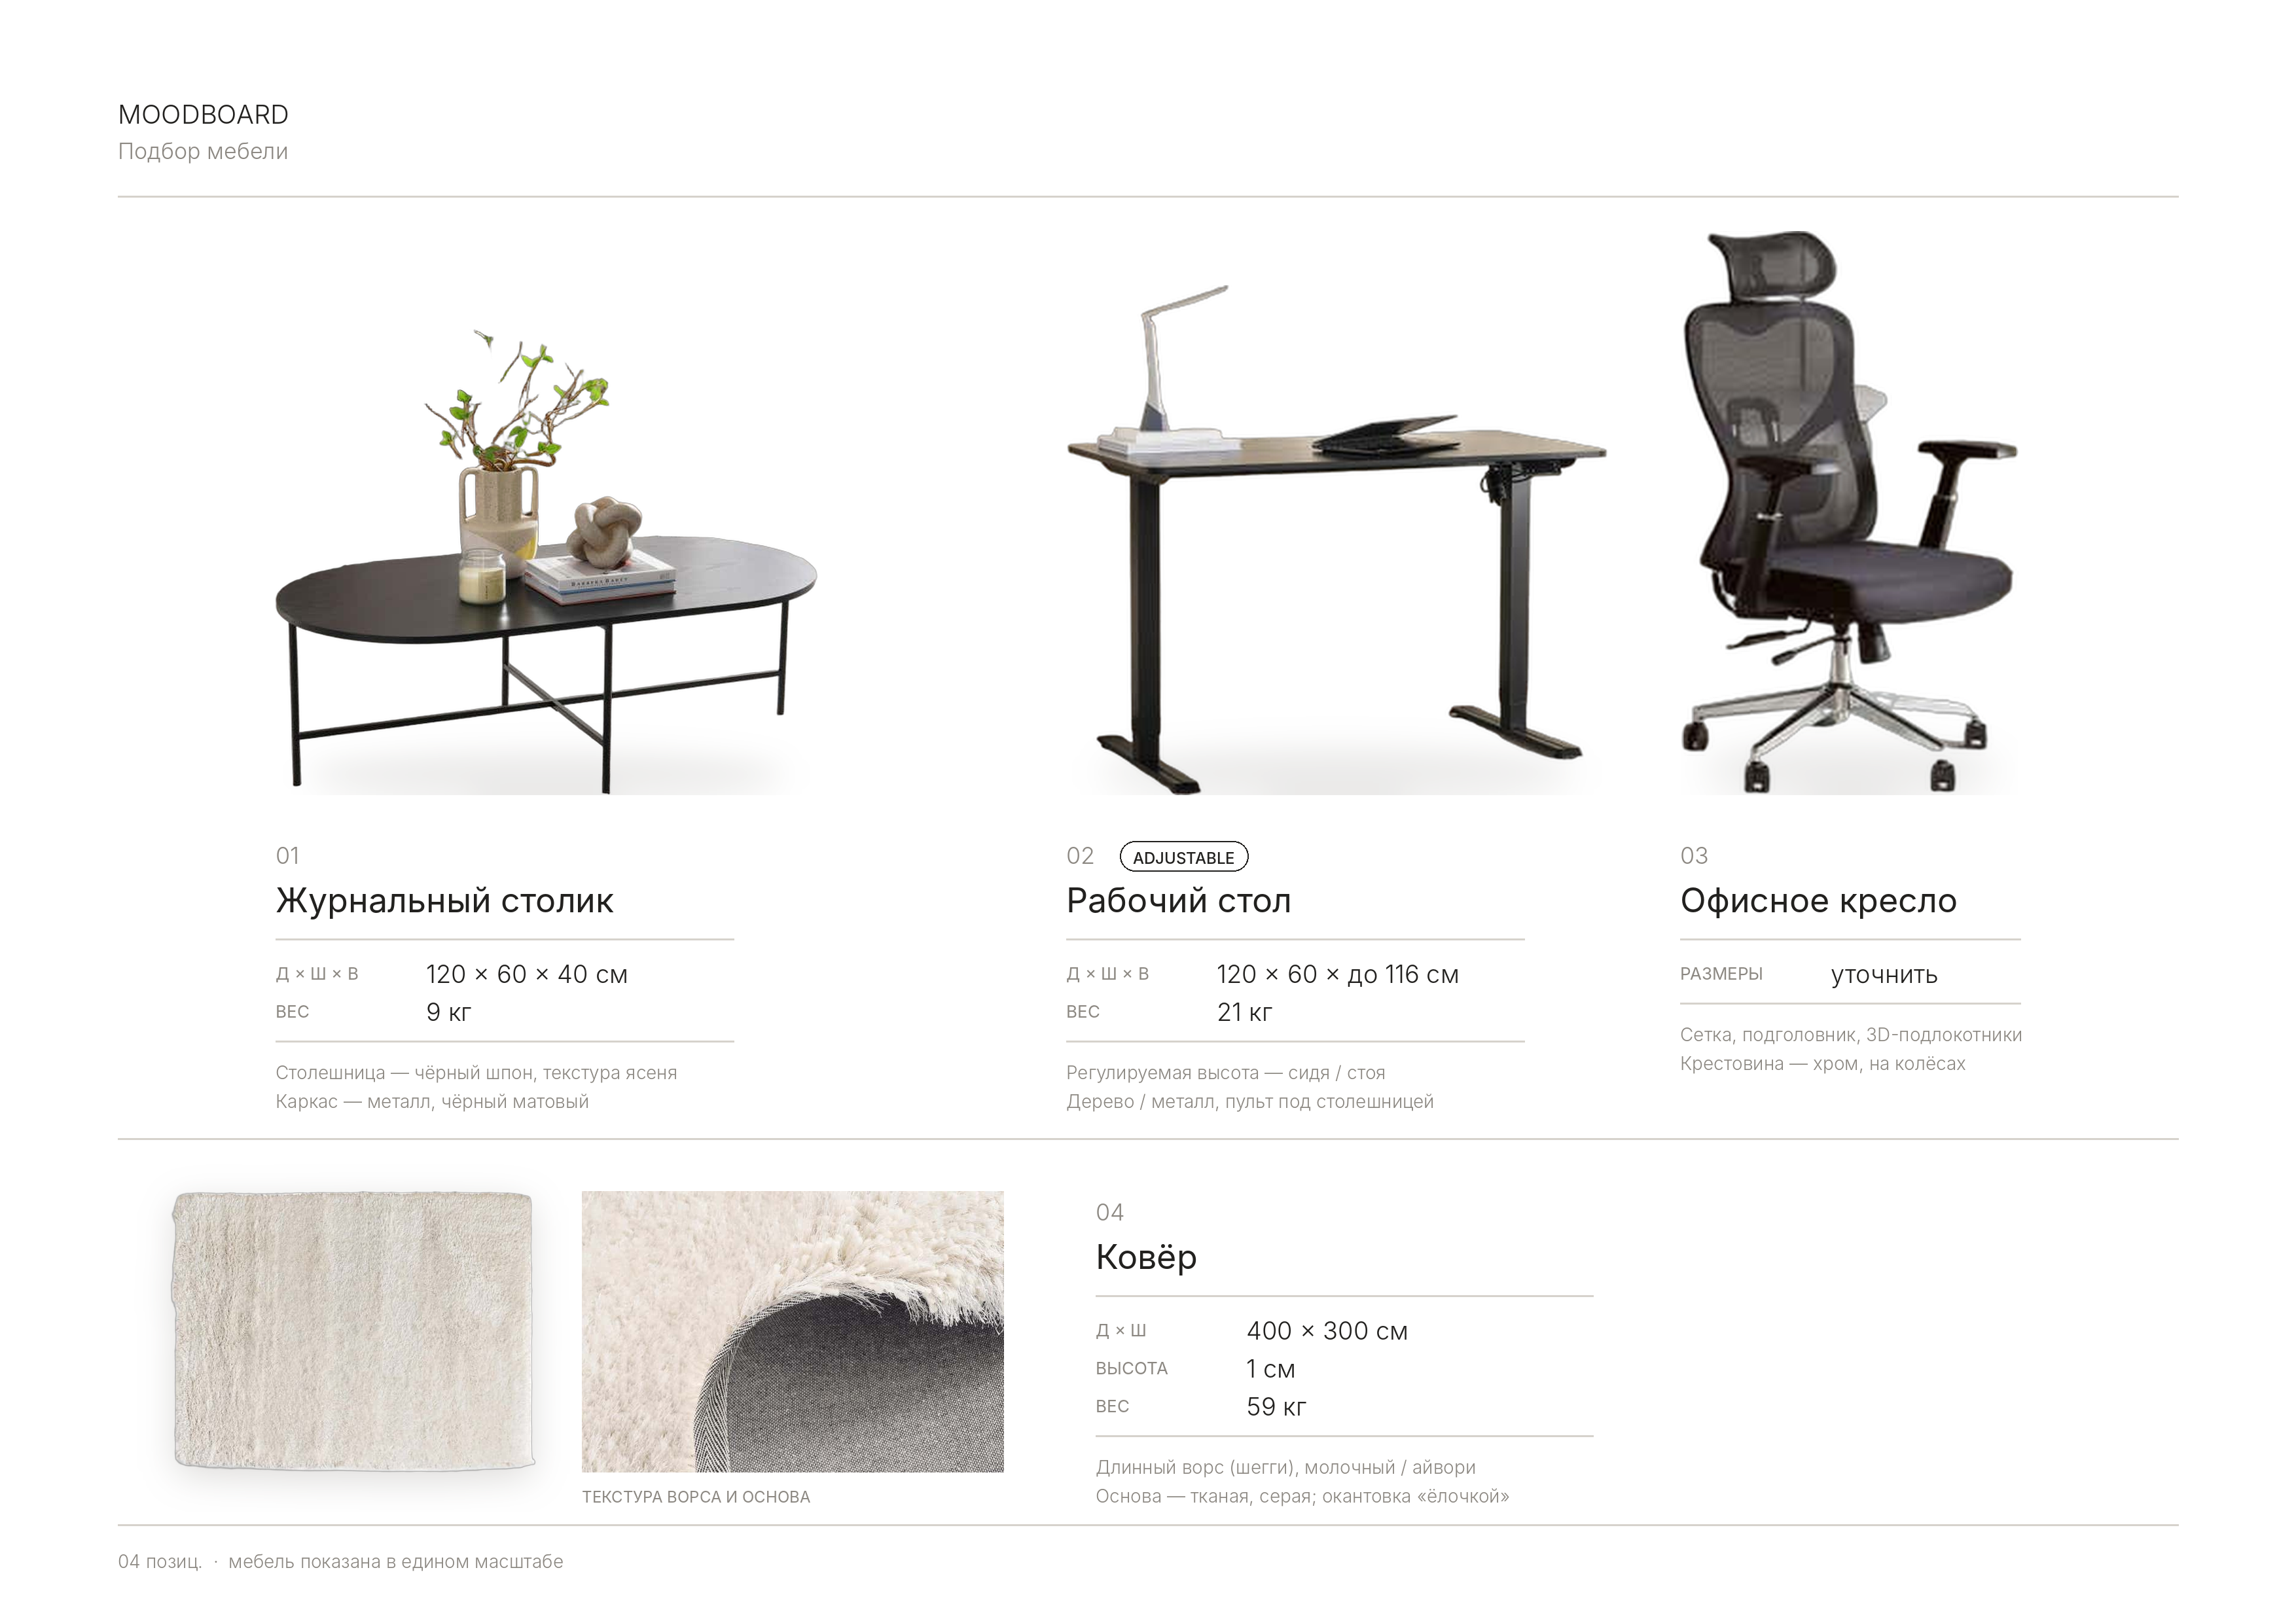 MOODBOARD
Подбор мебели
BARBARA BARRY
01
Журнальный столик
Д × Ш × В 120 × 60 × 40 см
ВЕС 9 кг
Столешница — чёрный шпон, текстура ясеня
Каркас — металл, чёрный матовый
02 ADJUSTABLE
Рабочий стол
Д × Ш × В 120 × 60 × до 116 см
ВЕС 21 кг
Регулируемая высота — сидя / стоя
Дерево / металл, пульт под столешницей
03
Офисное кресло
РАЗМЕРЫ уточнить
Сетка, подголовник, 3D-подлокотники
Крестовина — хром, на колёсах
ТЕКСТУРА ВОРСА И ОСНОВА
04
Ковёр
Д × Ш 400 × 300 см
ВЫСОТА 1 см
ВЕС 59 кг
Длинный ворс (шегги), молочный / айвори
Основа — тканая, серая; окантовка «ёлочкой»
04 позиц. · мебель показана в едином масштабе